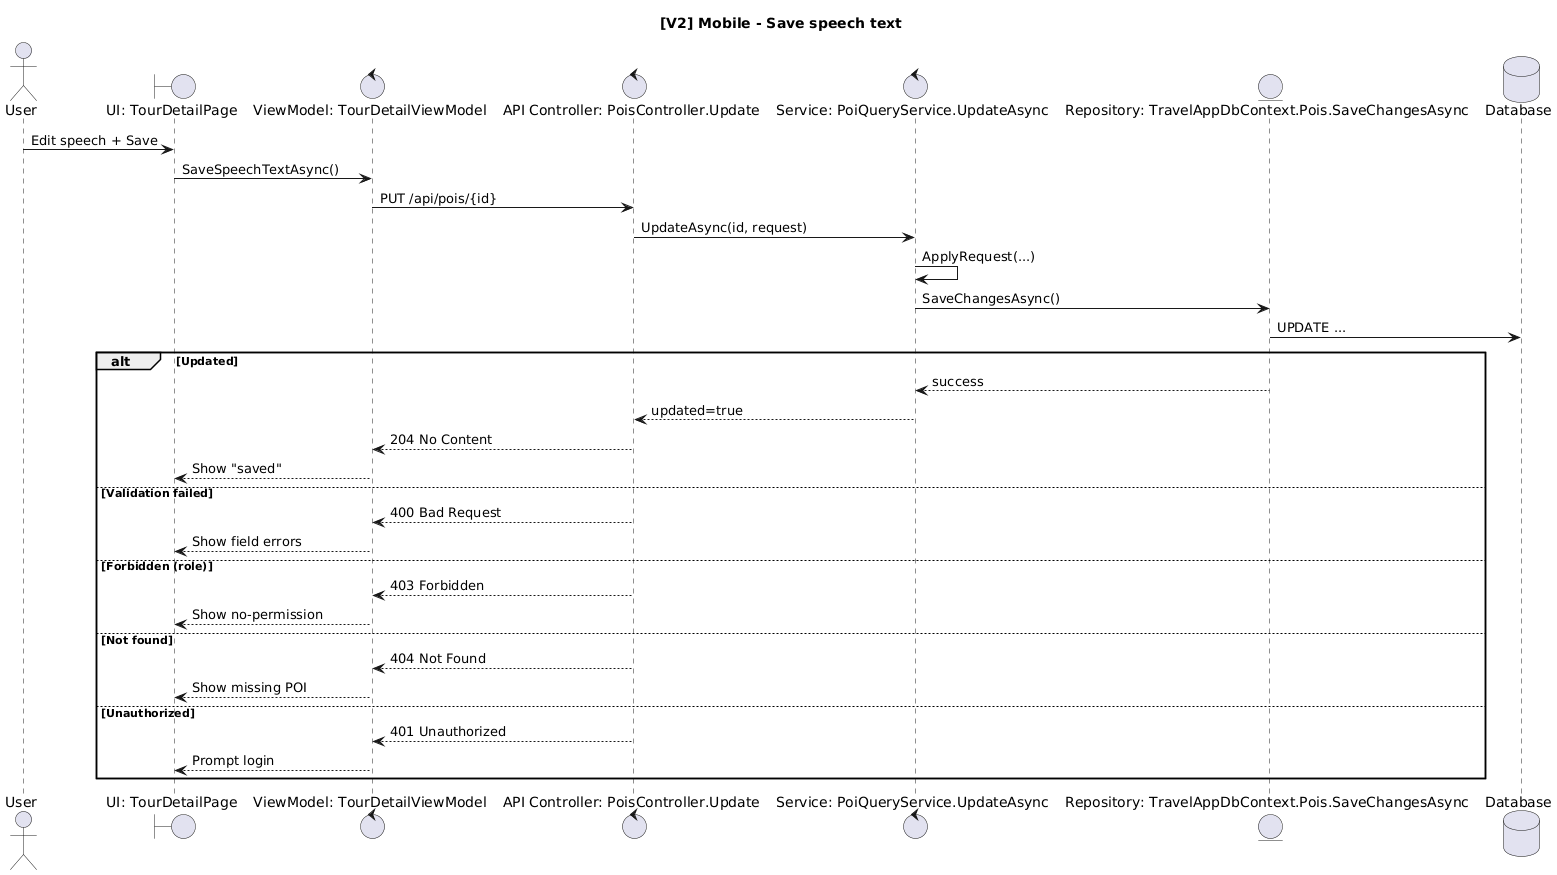 [V2] Mobile - Save speech text
User
UI: TourDetailPage
ViewModel: TourDetailViewModel
API Controller: PoisController.Update
Service: PoiQueryService.UpdateAsync
Repository: TravelAppDbContext.Pois.SaveChangesAsync
Database
Edit speech + Save
SaveSpeechTextAsync()
PUT /api/pois/{id}
UpdateAsync(id, request)
ApplyRequest(...)
SaveChangesAsync()
UPDATE ...
alt [Updated]
success
updated=true
204 No Content
Show "saved"
[Validation failed]
400 Bad Request
Show field errors
[Forbidden (role)]
403 Forbidden
Show no-permission
[Not found]
404 Not Found
Show missing POI
[Unauthorized]
401 Unauthorized
Prompt login
User
UI: TourDetailPage
ViewModel: TourDetailViewModel
API Controller: PoisController.Update
Service: PoiQueryService.UpdateAsync
Repository: TravelAppDbContext.Pois.SaveChangesAsync
Database